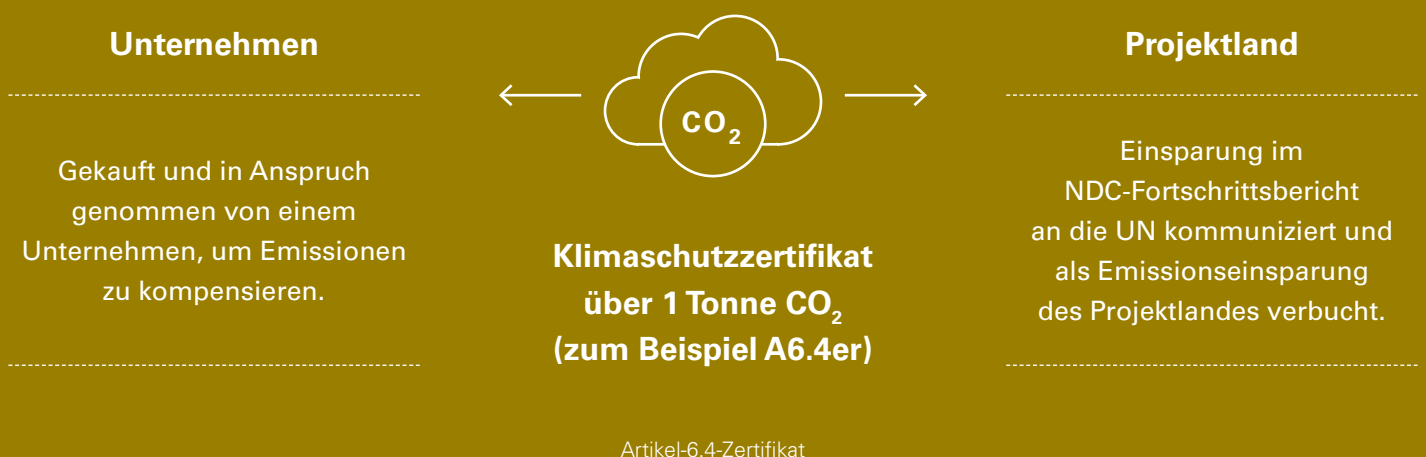 Unternehmen
Gekauft und in Anspruch
genommen von einem
Unternehmen, um Emissionen
zu kompensieren.
CO₂
Klimaschutzzertifikat
über 1 Tonne CO₂
(zum Beispiel A6.4er)
Projektland
Einsparung im
NDC-Fortschrittsbericht
an die UN kommuniziert und
als Emissionseinsparung
des Projektlandes verbucht.
Artikel-6.4-Zertifikat